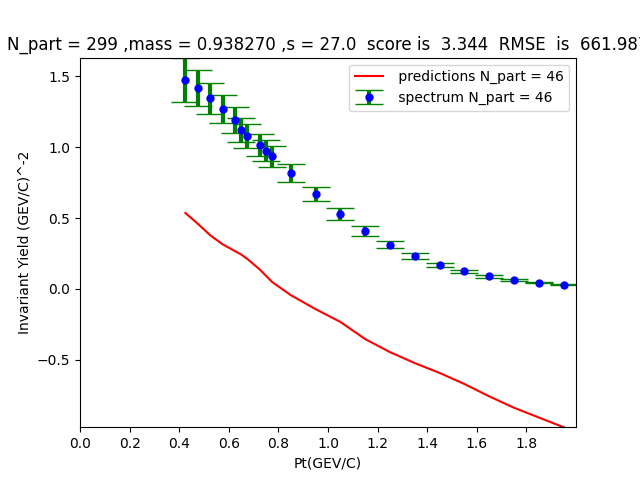 N_part = 299 ,mass = 0.938270 ,s = 27.0 score is 3.344 RMSE is 661.987
predictions N_part = 46
spectrum N_part = 46
1.5
1.0
0.5
0.0
−0.5
Invariant Yield (GEV/C)^-2
0.0 0.2 0.4 0.6 0.8 1.0 1.2 1.4 1.6 1.8
Pt(GEV/C)